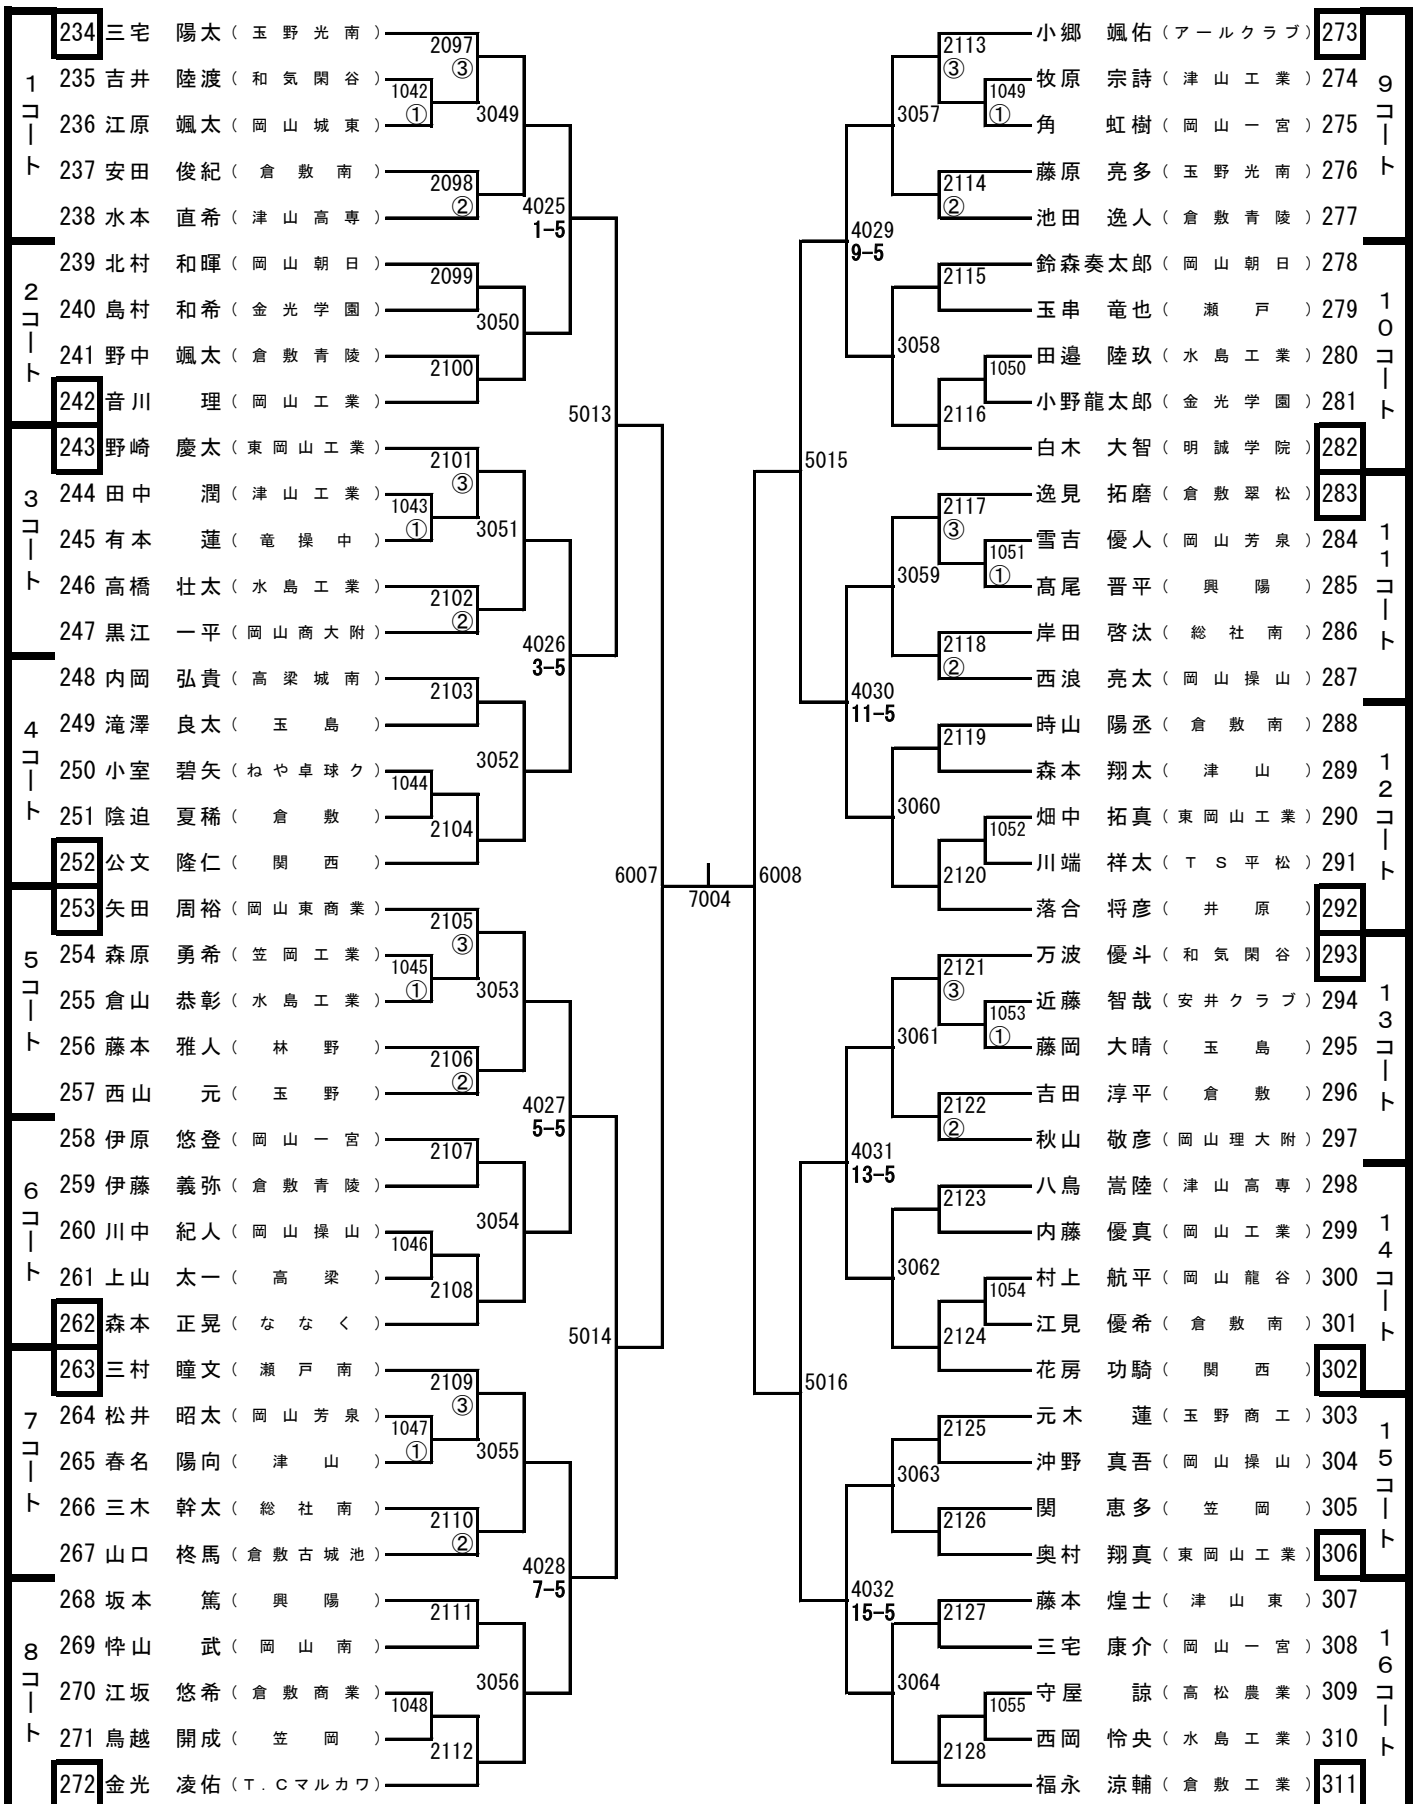 1コート
234 三宅 陽太 (玉野光南)
235 吉井 陸渡 (和気閑谷)
236 江原 颯太 (岡山城東)
237 安田 俊紀 (倉敷南)
238 水本 直希 (津山高専)
2097
③
1042
①
3049
2098
②
4025
1-5
2コート
239 北村 和暉 (岡山朝日)
240 島村 和希 (金光学園)
241 野中 颯太 (倉敷青陵)
242 音川 理 (岡山工業)
2099
3050
2100
5013
3コート
243 野崎 慶太 (東岡山工業)
244 田中 潤 (津山工業)
245 有本 蓮 (竜操中)
246 高橋 壮太 (水島工業)
247 黒江 一平 (岡山商大附)
2101
③
1043
①
3051
2102
②
4026
3-5
4コート
248 内岡 弘貴 (高梁城南)
249 滝澤 良太 (玉島)
250 小室 碧矢 (ねや卓球ク)
251 陰迫 夏稀 (倉敷)
252 公文 隆仁 (関西)
2103
3052
1044
2104
6007
5コート
253 矢田 周裕 (岡山東商業)
254 森原 勇希 (笠岡工業)
255 倉山 恭彰 (水島工業)
256 藤本 雅人 (林野)
257 西山 元 (玉野)
2105
③
1045
①
3053
2106
②
4027
5-5
6コート
258 伊原 悠登 (岡山一宮)
259 伊藤 義弥 (倉敷青陵)
260 川中 紀人 (岡山操山)
261 上山 太一 (高梁)
262 森本 正晃 (ななく)
2107
3054
1046
2108
5014
7コート
263 三村 瞳文 (瀬戸南)
264 松井 昭太 (岡山芳泉)
265 春名 陽向 (津山)
266 三木 幹太 (総社南)
267 山口 柊馬 (倉敷古城池)
2109
③
1047
①
3055
2110
②
4028
7-5
8コート
268 坂本 篤 (興陽)
269 忰山 武 (岡山南)
270 江坂 悠希 (倉敷商業)
271 鳥越 開成 (笠岡)
272 金光 凌佑 (T.Cマルカワ)
2111
3056
1048
2112
7004
9コート
小郷 颯佑 (アールクラブ) 273
牧原 宗詩 (津山工業) 274
角 虹樹 (岡山一宮) 275
藤原 亮多 (玉野光南) 276
池田 逸人 (倉敷青陵) 277
2113
③
1049
①
3057
2114
②
4029
9-5
10コート
鈴森奏太郎 (岡山朝日) 278
玉串 竜也 (瀬戸) 279
田邉 陸玖 (水島工業) 280
小野龍太郎 (金光学園) 281
白木 大智 (明誠学院) 282
2115
3058
1050
2116
5015
11コート
逸見 拓磨 (倉敷翠松) 283
雪吉 優人 (岡山芳泉) 284
髙尾 晋平 (興陽) 285
岸田 啓汰 (総社南) 286
西浪 亮太 (岡山操山) 287
2117
③
1051
①
3059
2118
②
4030
11-5
12コート
時山 陽丞 (倉敷南) 288
森本 翔太 (津山) 289
畑中 拓真 (東岡山工業) 290
川端 祥太 (TS平松) 291
落合 将彦 (井原) 292
2119
3060
1052
2120
6008
13コート
万波 優斗 (和気閑谷) 293
近藤 智哉 (安井クラブ) 294
藤岡 大晴 (玉島) 295
吉田 淳平 (倉敷) 296
秋山 敬彦 (岡山理大附) 297
2121
③
1053
①
3061
2122
②
4031
13-5
14コート
八鳥 嵩陸 (津山高専) 298
内藤 優真 (岡山工業) 299
村上 航平 (岡山龍谷) 300
江見 優希 (倉敷南) 301
花房 功騎 (関西) 302
2123
3062
1054
2124
5016
15コート
元木 蓮 (玉野商工) 303
沖野 真吾 (岡山操山) 304
関 恵多 (笠岡) 305
奥村 翔真 (東岡山工業) 306
2125
3063
2126
4032
15-5
16コート
藤本 煌士 (津山東) 307
三宅 康介 (岡山一宮) 308
守屋 諒 (高松農業) 309
西岡 怜央 (水島工業) 310
福永 涼輔 (倉敷工業) 311
2127
3064
1055
2128